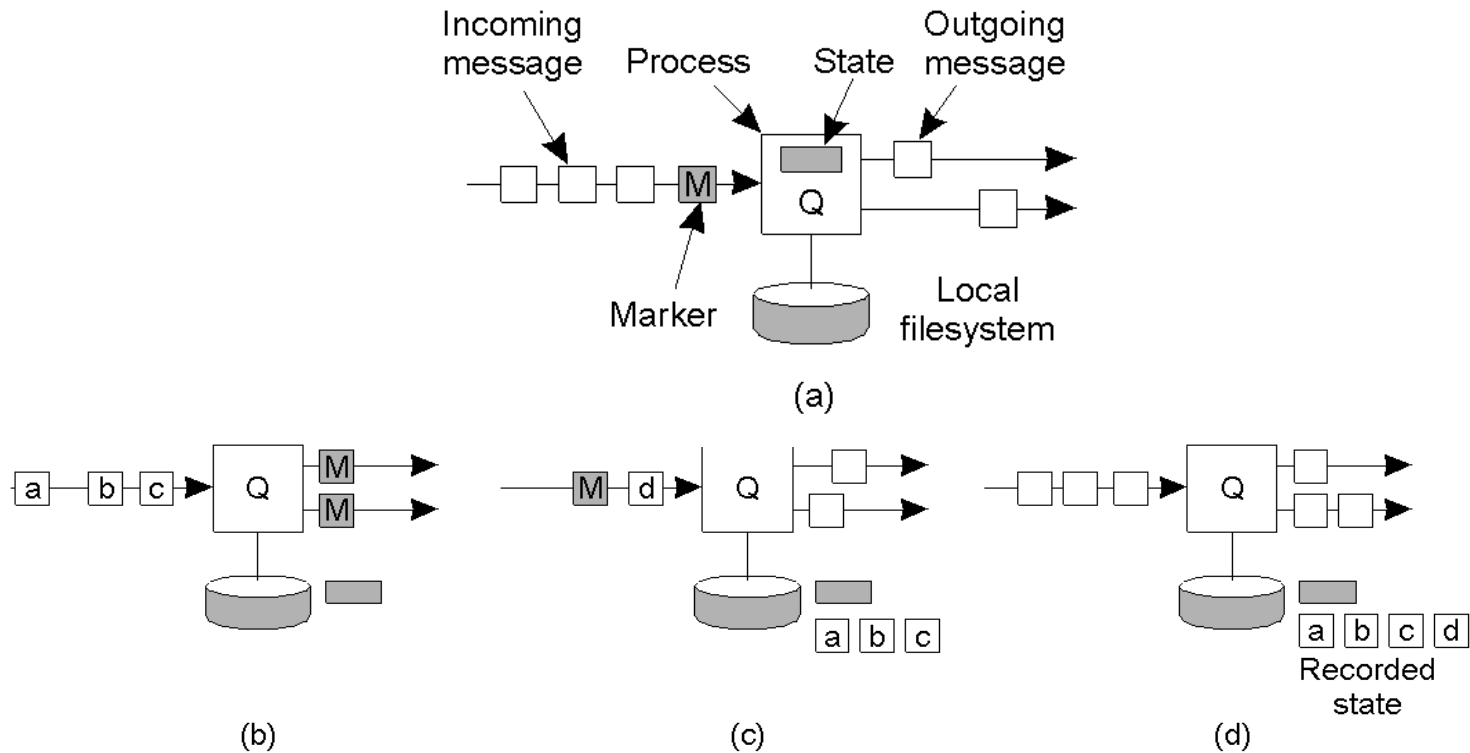 Incoming
message
Process
State
Outgoing
message
M
Q
Marker
Local
filesystem
(a)
a b c Q M
M
(b)
M d Q
a b c
(c)
Q
a b c d
Recorded
state
(d)